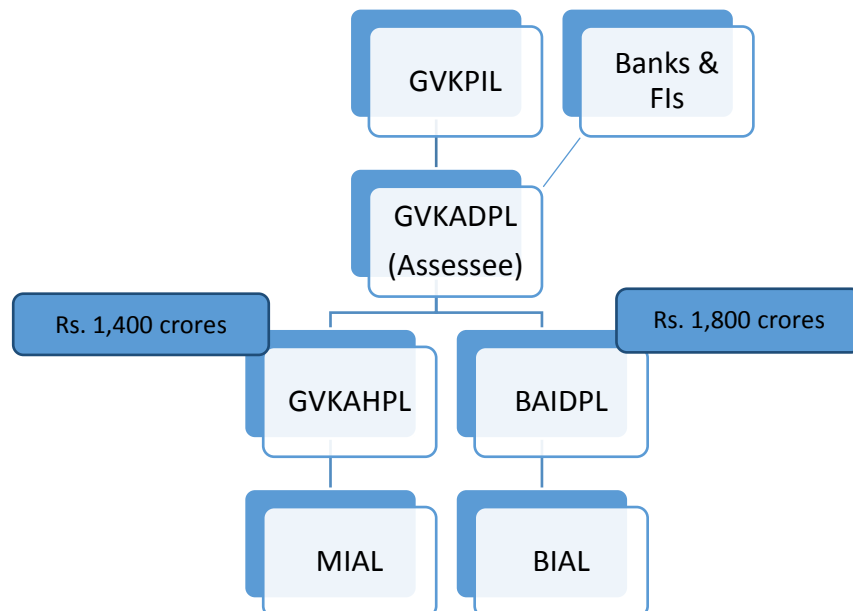 GVKPIL
Banks &
FIs
GVKADPL
(Assessee)
Rs. 1,400 crores
Rs. 1,800 crores
GVKAHPL
BAIDPL
MIAL
BIAL